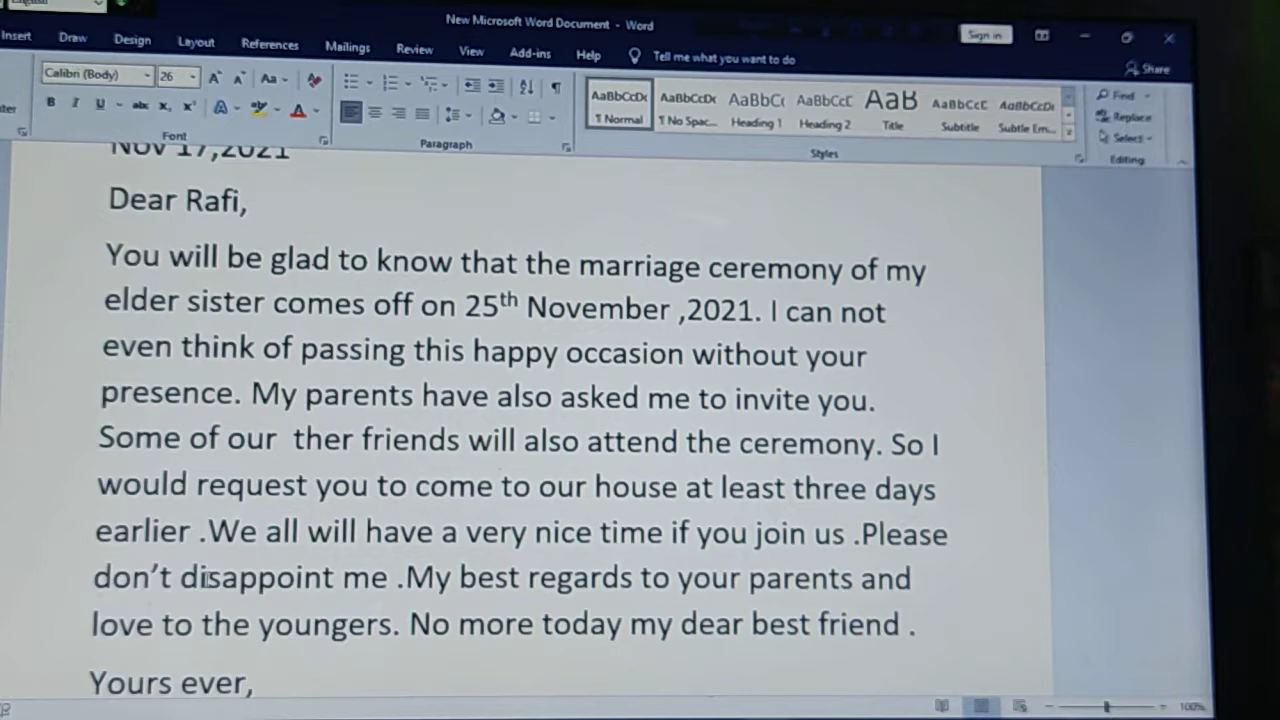 New Microsoft Word Document - Word
Sign in
Insert Draw Design Layout References Mailings Review View Add-ins Help Tell me what you want to do
Share
Calibri (Body) 26
Font
Paragraph
AaBbCcDc AaBbCcDc AaBbC( AaBbCcC AaB AaBbCcC AaBbCcDc
¶ Normal ¶ No Spac... Heading 1 Heading 2 Title Subtitle Subtle Em...
Styles
Find
Replace
Select
Editing
Nov 17,2021
Dear Rafi,
You will be glad to know that the marriage ceremony of my
elder sister comes off on 25th November ,2021. I can not
even think of passing this happy occasion without your
presence. My parents have also asked me to invite you.
Some of our ther friends will also attend the ceremony. So I
would request you to come to our house at least three days
earlier .We all will have a very nice time if you join us .Please
don't disappoint me .My best regards to your parents and
love to the youngers. No more today my dear best friend .
Yours ever,
100%